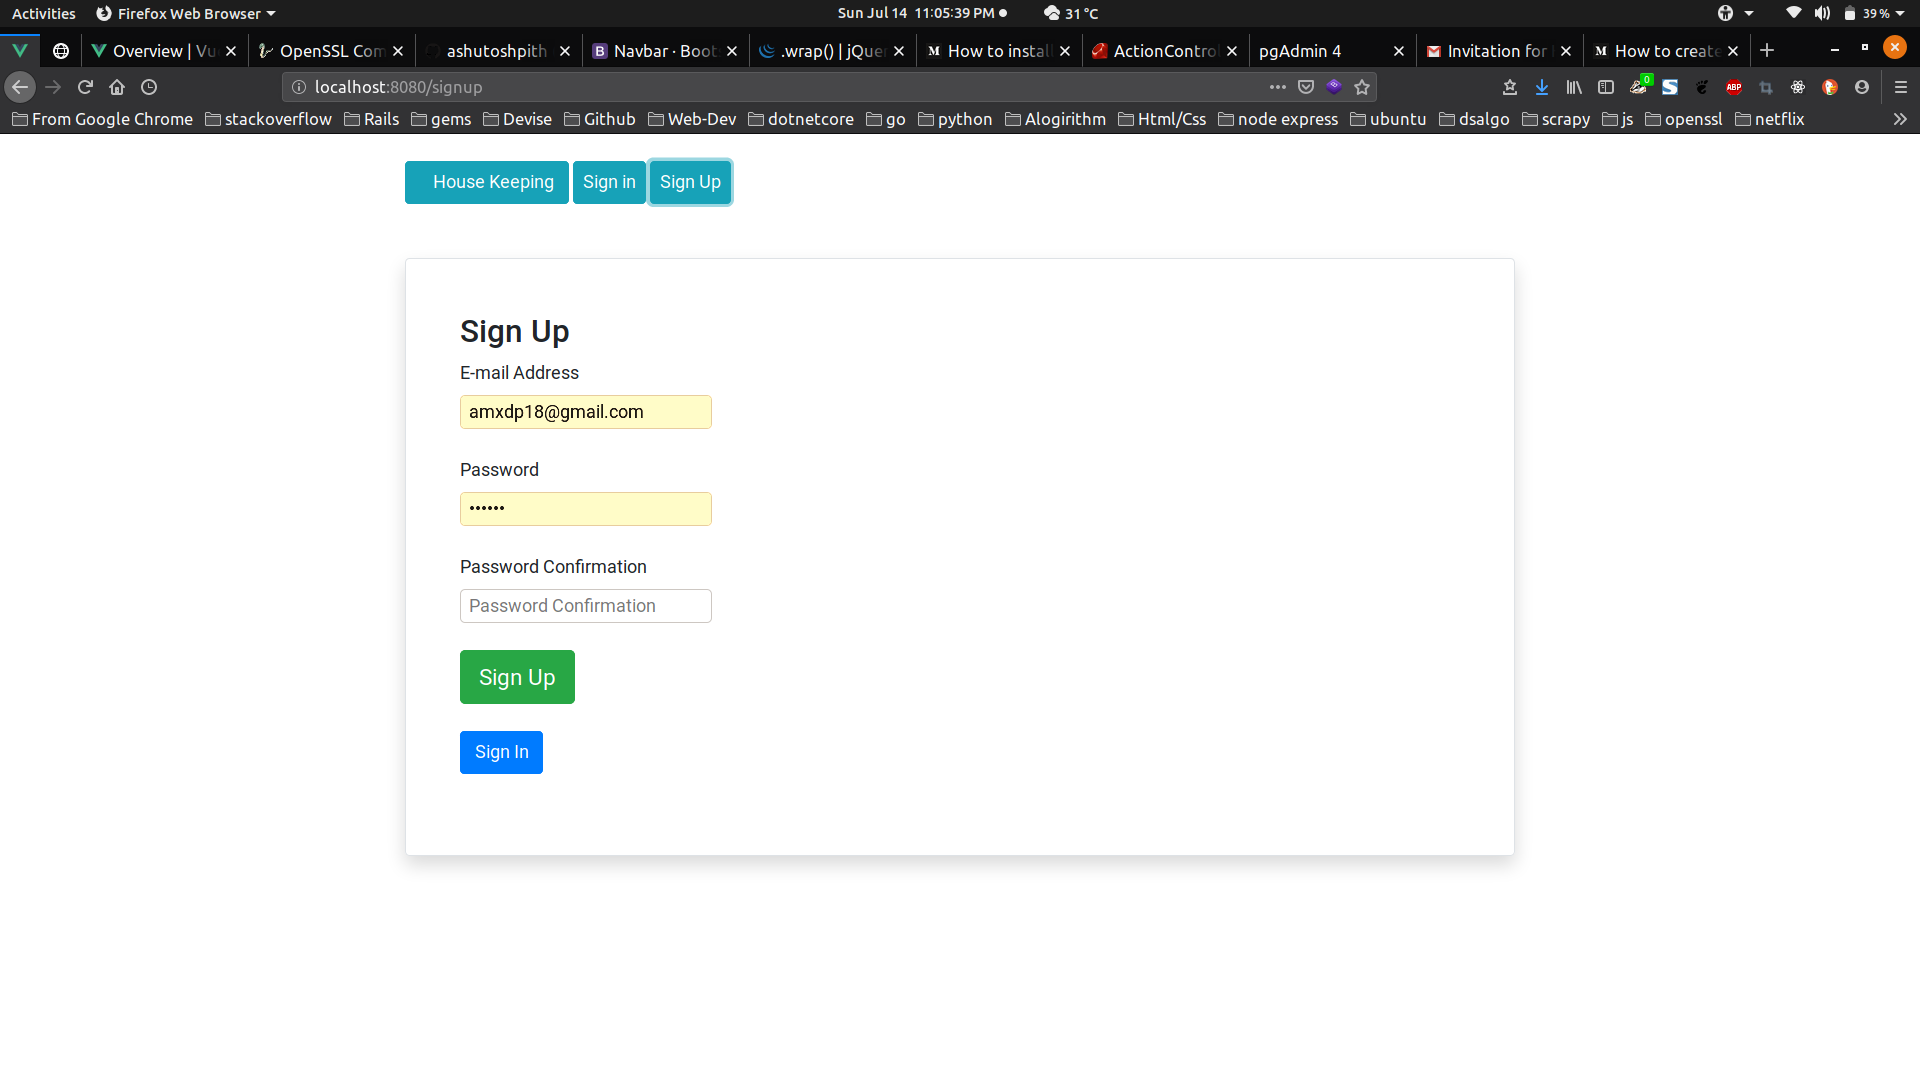 Activities Firefox Web Browser Sun Jul 14 11:05:39 PM 31 °C 39 %
Overview | Vu OpenSSL Com ashutoshpith Navbar · Boot .wrap() | jQue How to install ActionContro pgAdmin 4 Invitation for How to create
localhost:8080/signup 0 ABP
From Google Chrome stackoverflow Rails gems Devise Github Web-Dev dotnetcore go python Alogirithm Html/Css node express ubuntu dsalgo scrapy js openssl netflix
House Keeping Sign in Sign Up
Sign Up
E-mail Address
amxdp18@gmail.com
Password
••••••
Password Confirmation
Password Confirmation
Sign Up
Sign In